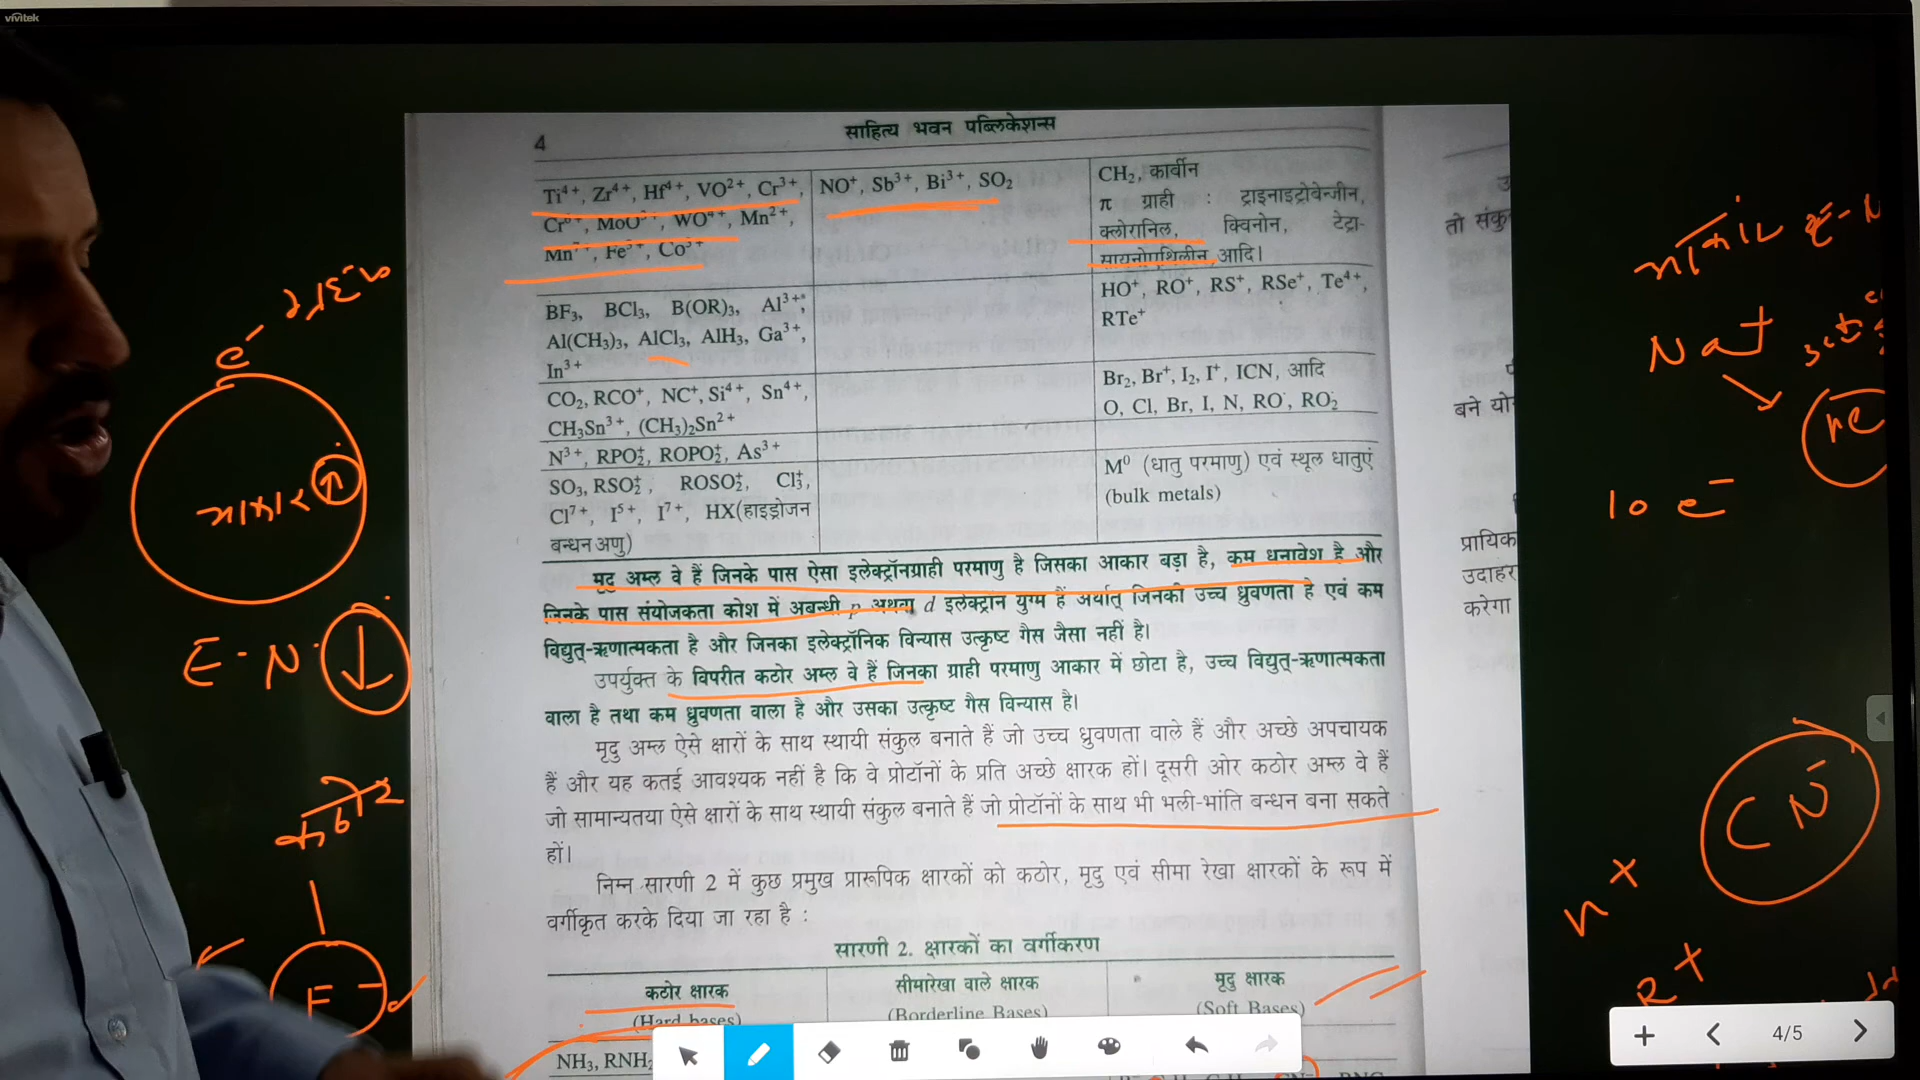 vivitek
4
साहित्य भवन पब्लिकेशन्स
Ti⁴⁺, Zr⁴⁺, Hf⁴⁺, VO²⁺, Cr³⁺,
MoO, WO⁴⁺, Mn²⁺,
Fe³⁺, Co³⁺
NO⁺, Sb³⁺, Bi³⁺, SO₂
CH₂, कार्बीन
π ग्राही : ट्राइनाइट्रोबेन्जीन,
क्लोरानिल, क्विनोन, टेट्रा-
सायनोएथिलीन, आदि।
BF₃, BCl₃, B(OR)₃, Al³⁺,
Al(CH₃)₃, AlCl₃, AlH₃, Ga³⁺,
In³⁺
HO⁺, RO⁺, RS⁺, RSe⁺, Te⁴⁺,
RTe⁺
CO₂, RCO⁺, NC⁺, Si⁴⁺, Sn⁴⁺,
CH₃Sn³⁺, (CH₃)₂Sn²⁺
Br₂, Br⁺, I₂, I⁺, ICN, आदि
O, Cl, Br, I, N, RO˙, RO₂˙
N³⁺, RPO₂⁺, ROPO₂⁺, As³⁺
SO₃, RSO₂⁺, ROSO₂⁺, Cl₃⁺,
Cl⁷⁺, I⁵⁺, I⁷⁺, HX(हाइड्रोजन
बन्धन अणु)
M⁰ (धातु परमाणु) एवं स्थूल धातुएं
(bulk metals)
मृदु अम्ल वे हैं जिनके पास ऐसा इलेक्ट्रॉनग्राही परमाणु है जिसका आकार बड़ा है, कम धनावेश है और
जिनके पास संयोजकता कोश में अबन्धी p अथवा d इलेक्ट्रॉन युग्म हैं अर्थात् जिनकी उच्च ध्रुवणता है एवं कम
विद्युत्-ऋणात्मकता है और जिनका इलेक्ट्रॉनिक विन्यास उत्कृष्ट गैस जैसा नहीं है।
उपर्युक्त के विपरीत कठोर अम्ल वे हैं जिनका ग्राही परमाणु आकार में छोटा है, उच्च विद्युत्-ऋणात्मकता
वाला है तथा कम ध्रुवणता वाला है और उसका उत्कृष्ट गैस विन्यास है।
मृदु अम्ल ऐसे क्षारों के साथ स्थायी संकुल बनाते हैं जो उच्च ध्रुवणता वाले हैं और अच्छे अपचायक
हैं और यह कतई आवश्यक नहीं है कि वे प्रोटॉनों के प्रति अच्छे क्षारक हों। दूसरी ओर कठोर अम्ल वे हैं
जो सामान्यतया ऐसे क्षारों के साथ स्थायी संकुल बनाते हैं जो प्रोटॉनों के साथ भी भली-भांति बन्धन बना सकते
हों।
निम्न सारणी 2 में कुछ प्रमुख प्रारूपिक क्षारकों को कठोर, मृदु एवं सीमा रेखा क्षारकों के रूप में
वर्गीकृत करके दिया जा रहा है :
सारणी 2. क्षारकों का वर्गीकरण
कठोर क्षारक
(Hard bases)
सीमारेखा वाले क्षारक
(Borderline Bases)
मृदु क्षारक
(Soft Bases)
NH₃, RNH₂
तो संकु
बने यो
प्रायिक
उदाहर
करेगा
e⁻ ग्राही
आकार
E-N. ↓
कठोर
F⁻
आकार E-N
Na⁺
10 e⁻
CN⁻
R⁺
4/5